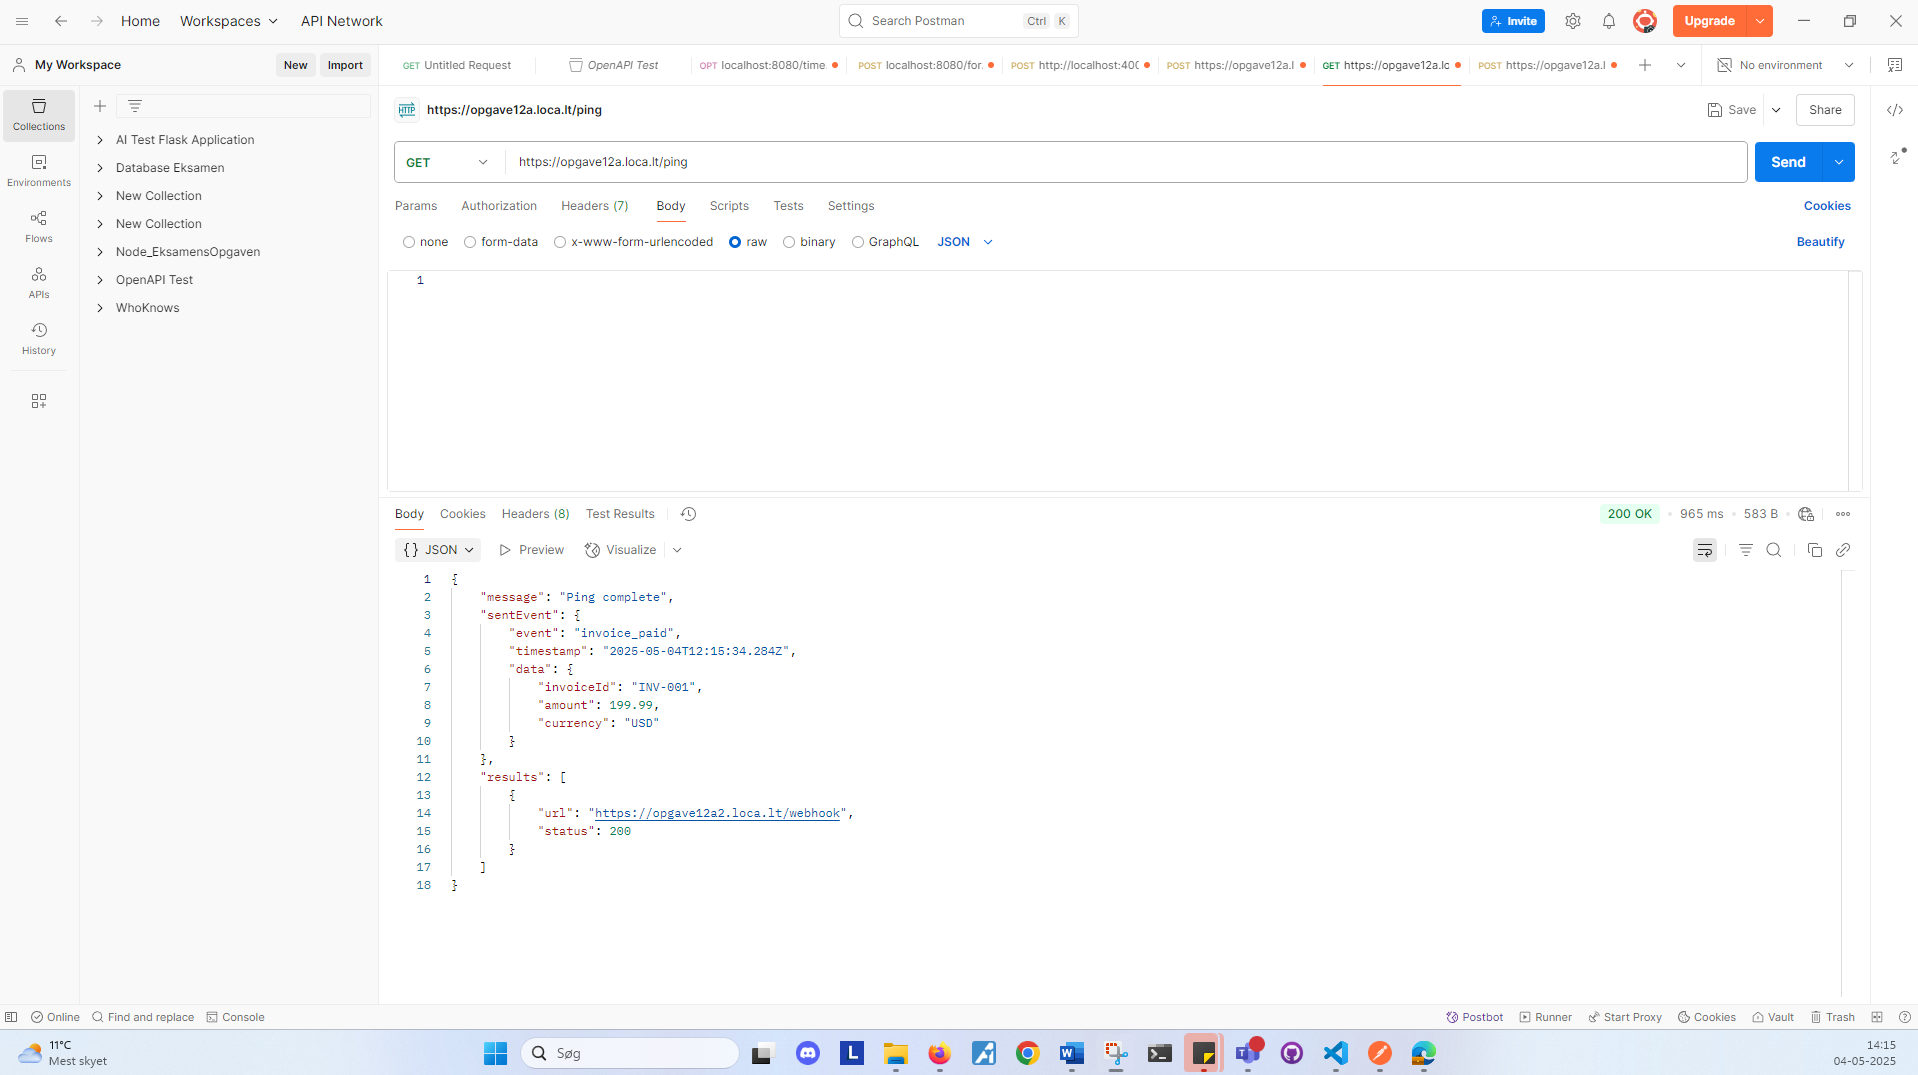 Home
Workspaces
API Network
Search Postman
Ctrl K
Invite
Upgrade
My Workspace
New
Import
GET Untitled Request
OpenAPI Test
OPT localhost:8080/time
POST localhost:8080/for
POST http://localhost:400
POST https://opgave12a.l
GET https://opgave12a.lo
POST https://opgave12a.l
No environment
Collections
Environments
Flows
APIs
History
AI Test Flask Application
Database Eksamen
New Collection
New Collection
Node_EksamensOpgaven
OpenAPI Test
WhoKnows
HTTP https://opgave12a.loca.lt/ping
Save
Share
GET
https://opgave12a.loca.lt/ping
Send
Params
Authorization
Headers (7)
Body
Scripts
Tests
Settings
Cookies
none
form-data
x-www-form-urlencoded
raw
binary
GraphQL
JSON
Beautify
1
Body
Cookies
Headers (8)
Test Results
200 OK
965 ms
583 B
{} JSON
Preview
Visualize
1 {
2 "message": "Ping complete",
3 "sentEvent": {
4 "event": "invoice_paid",
5 "timestamp": "2025-05-04T12:15:34.284Z",
6 "data": {
7 "invoiceId": "INV-001",
8 "amount": 199.99,
9 "currency": "USD"
10 }
11 },
12 "results": [
13 {
14 "url": "https://opgave12a2.loca.lt/webhook",
15 "status": 200
16 }
17 ]
18 }
Online
Find and replace
Console
Postbot
Runner
Start Proxy
Cookies
Vault
Trash
11°C
Mest skyet
Søg
14:15
04-05-2025